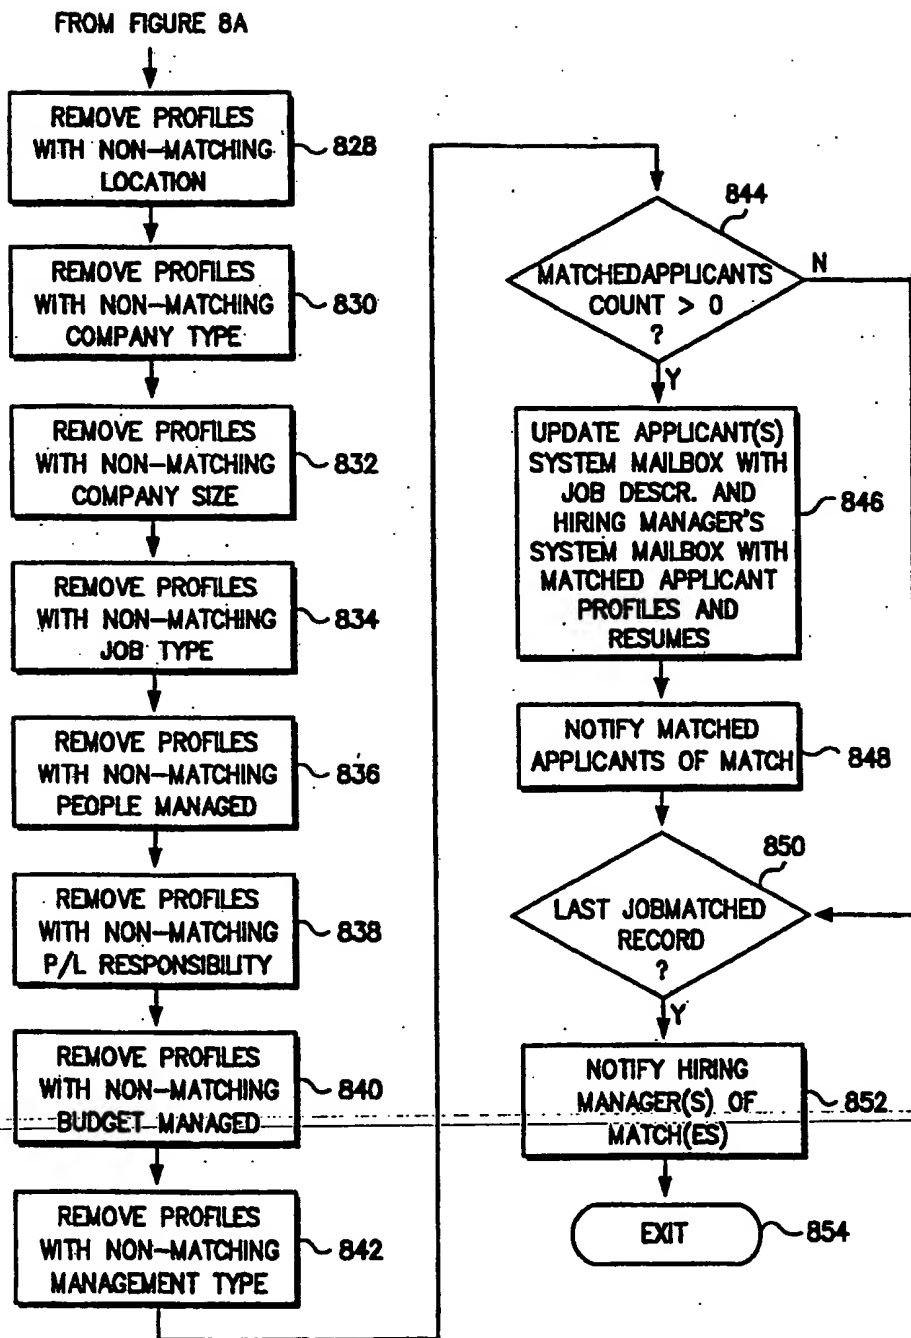 FROM FIGURE 8A
REMOVE PROFILES
WITH NON-MATCHING
LOCATION
828
REMOVE PROFILES
WITH NON-MATCHING
COMPANY TYPE
830
REMOVE PROFILES
WITH NON-MATCHING
COMPANY SIZE
832
REMOVE PROFILES
WITH NON-MATCHING
JOB TYPE
834
REMOVE PROFILES
WITH NON-MATCHING
PEOPLE MANAGED
836
REMOVE PROFILES
WITH NON-MATCHING
P/L RESPONSIBILITY
838
REMOVE PROFILES
WITH NON-MATCHING
BUDGET MANAGED
840
REMOVE PROFILES
WITH NON-MATCHING
MANAGEMENT TYPE
842
844
MATCHEDAPPLICANTS
COUNT > 0
?
N
Y
UPDATE APPLICANT(S)
SYSTEM MAILBOX WITH
JOB DESCR. AND
HIRING MANAGER'S
SYSTEM MAILBOX WITH
MATCHED APPLICANT
PROFILES AND
RESUMES
846
NOTIFY MATCHED
APPLICANTS OF MATCH
848
850
LAST JOBMATCHED
RECORD
?
Y
NOTIFY HIRING
MANAGER(S) OF
MATCH(ES)
852
EXIT
854